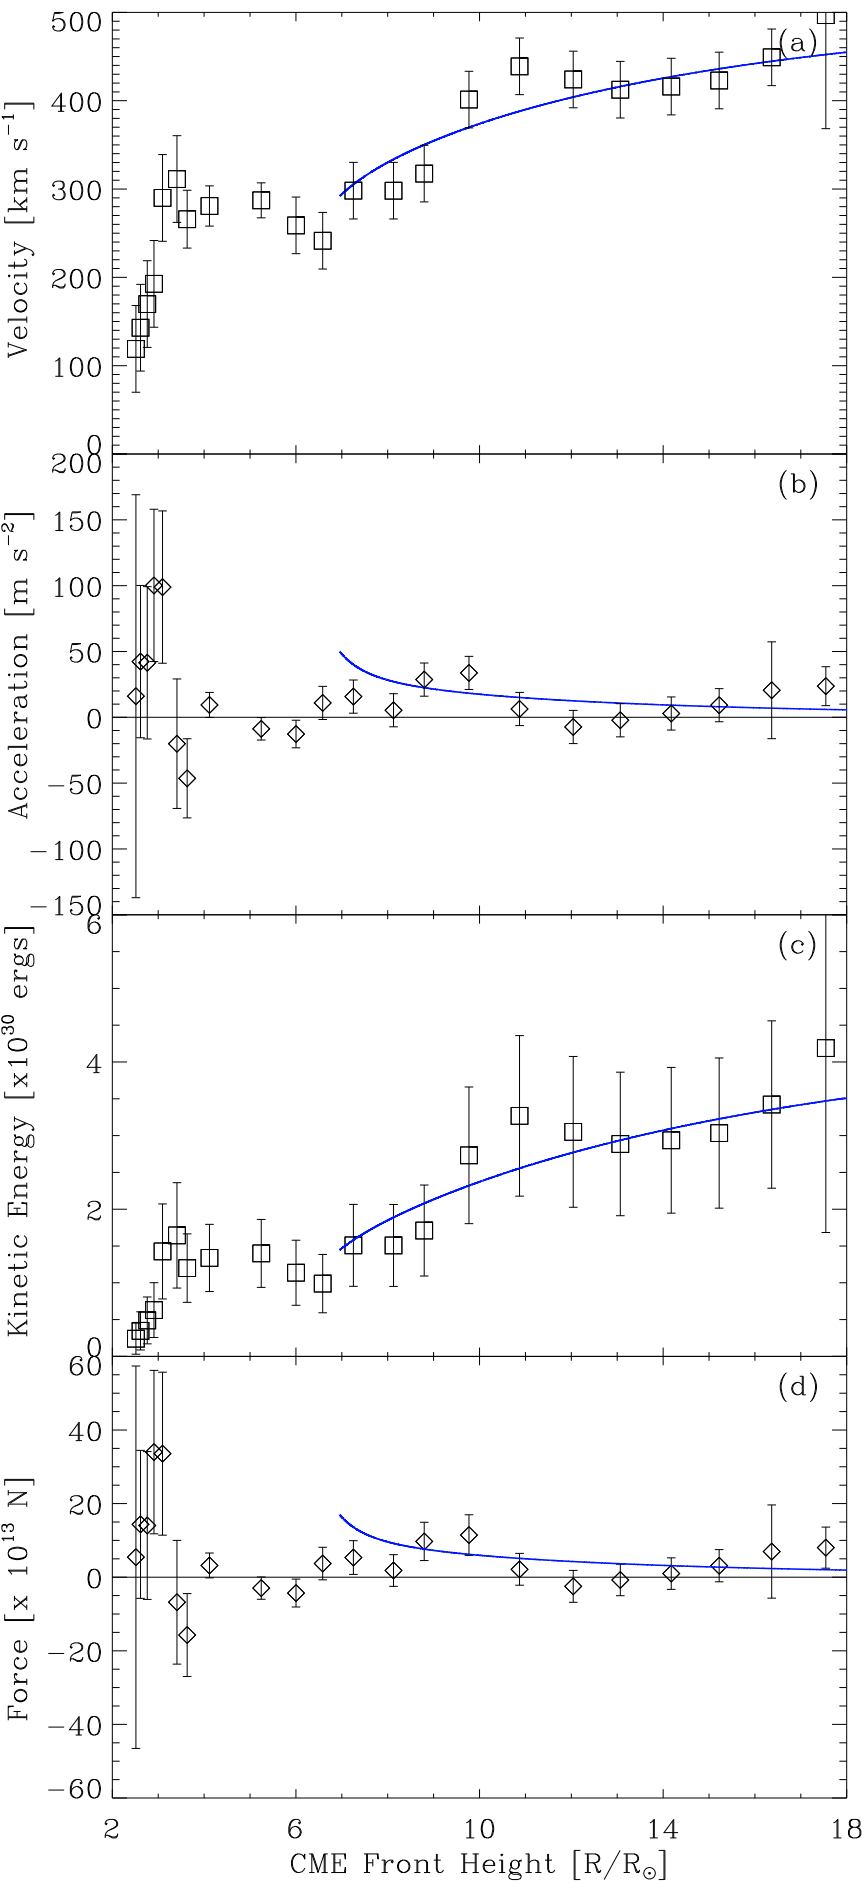 500
(a)
400
300
200
100
0
Velocity [km s⁻¹]
200
(b)
150
100
50
0
−50
−100
−150
Acceleration [m s⁻²]
6
(c)
4
2
0
Kinetic Energy [x10³⁰ ergs]
60
(d)
40
20
0
−20
−40
−60
Force [x 10¹³ N]
2 6 10 14 18
CME Front Height [R/R☉]